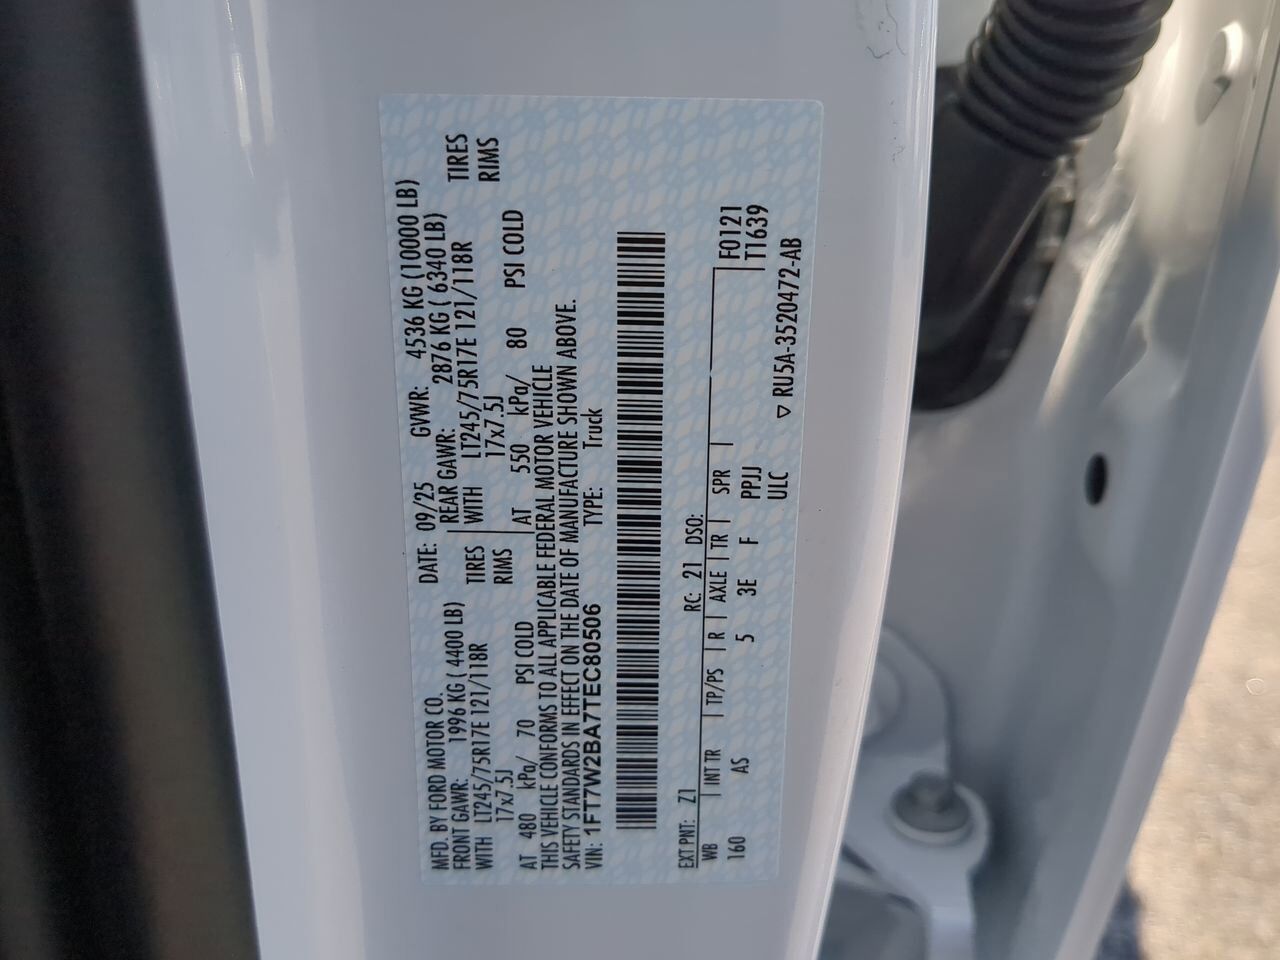 MFD. BY FORD MOTOR CO.
DATE: 09/25 GVWR: 4536 KG (10000 LB)
FRONT GAWR: 1996 KG ( 4400 LB) REAR GAWR: 2876 KG ( 6340 LB)
WITH LT245/75R17E 121/118R TIRES WITH LT245/75R17E 121/118R TIRES
17x7.5J RIMS 17x7.5J RIMS
AT 480 kPa/ 70 PSI COLD AT 550 kPa/ 80 PSI COLD
THIS VEHICLE CONFORMS TO ALL APPLICABLE FEDERAL MOTOR VEHICLE
SAFETY STANDARDS IN EFFECT ON THE DATE OF MANUFACTURE SHOWN ABOVE.
VIN: 1FT7W2BA7TEC80506 TYPE: Truck
EXT PNT: Z1 RC: 21 DSO:
WB | INT TR | TP/PS | R | AXLE | TR | SPR | F0121
160 AS 5 3E F PPJJ T1639
ULC ▽ RU5A-3520472-AB